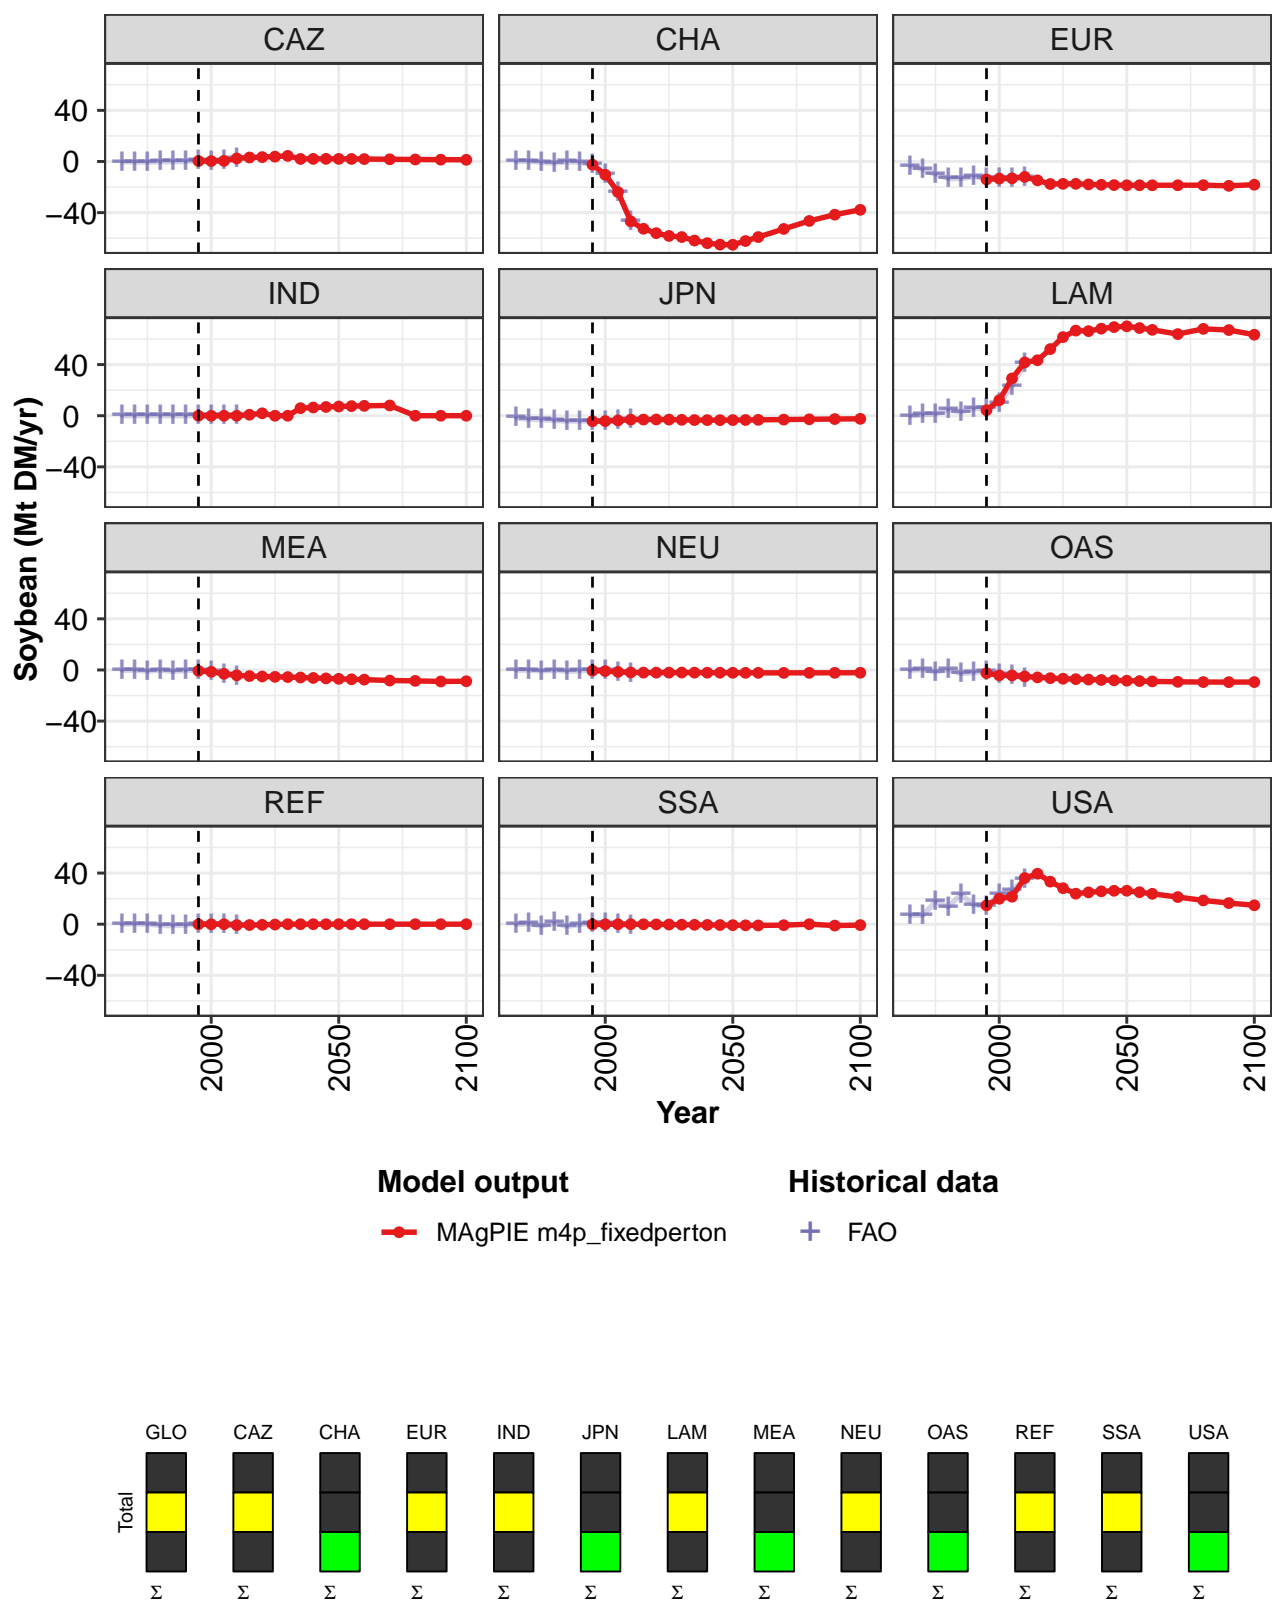 CAZ CHA EUR
40
0
−40
IND JPN LAM
40
0
−40
MEA NEU OAS
40
0
−40
REF SSA USA
40
0
−40
Soybean (Mt DM/yr)
2000 2050 2100 2000 2050 2100 2000 2050 2100
Year
Model output Historical data
MAgPIE m4p_fixedperton FAO
GLO CAZ CHA EUR IND JPN LAM MEA NEU OAS REF SSA USA
Total
Σ Σ Σ Σ Σ Σ Σ Σ Σ Σ Σ Σ Σ